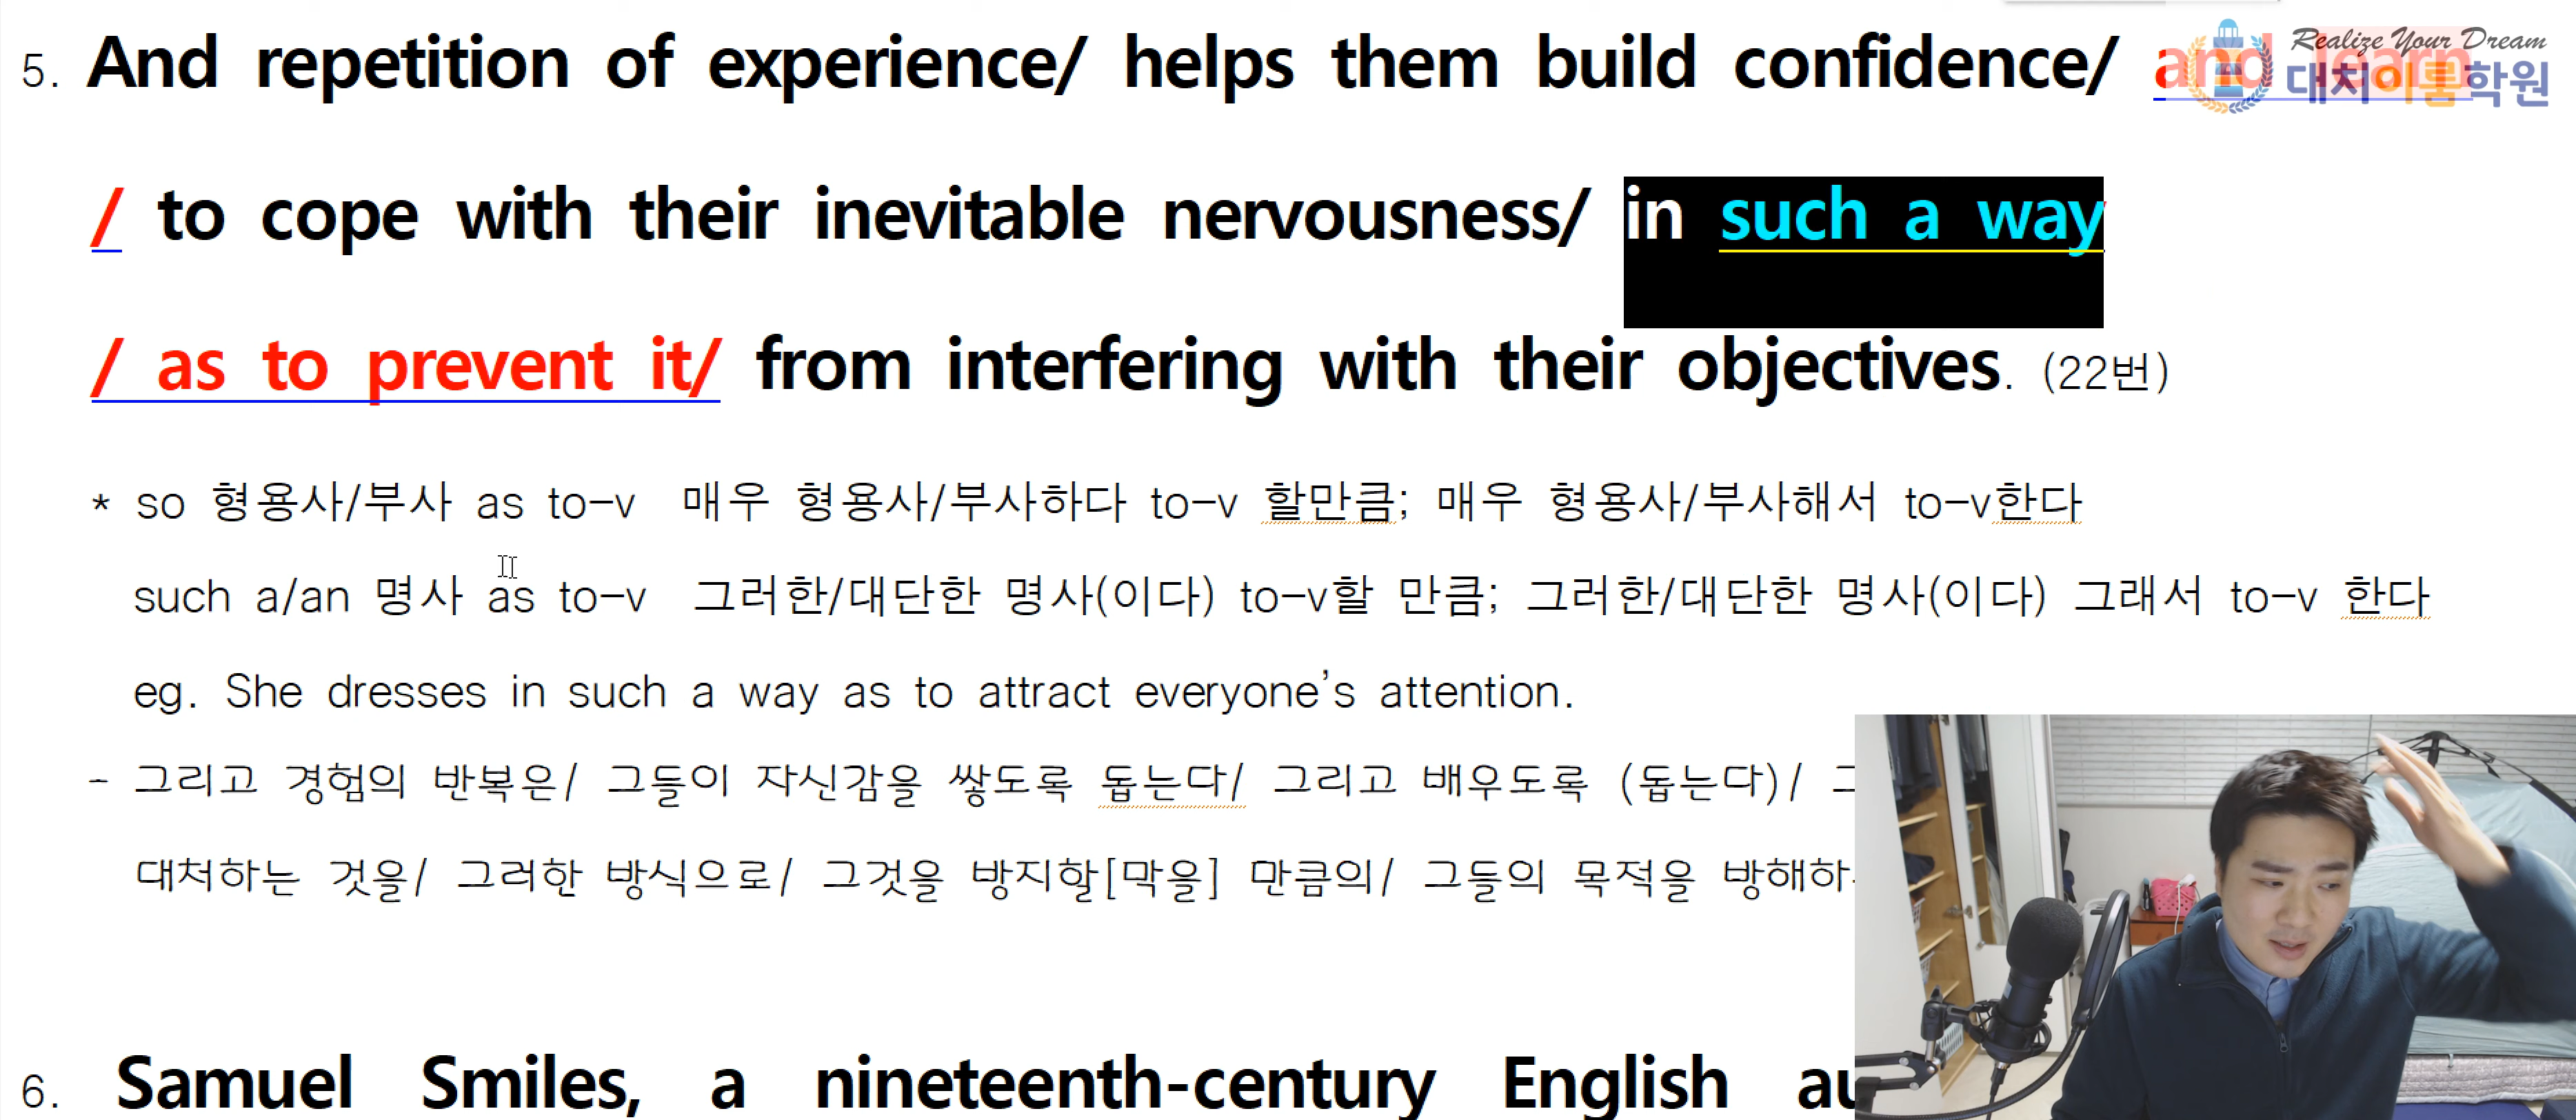 5. And repetition of experience/ helps them build confidence/ and learn
Realize Your Dream
대치이룸학원
/ to cope with their inevitable nervousness/ in such a way
/ as to prevent it/ from interfering with their objectives. (22번)
* so 형용사/부사 as to-v 매우 형용사/부사하다 to-v 할만큼; 매우 형용사/부사해서 to-v한다
such a/an 명사 as to-v 그러한/대단한 명사(이다) to-v할 만큼; 그러한/대단한 명사(이다) 그래서 to-v 한다
eg. She dresses in such a way as to attract everyone's attention.
- 그리고 경험의 반복은/ 그들이 자신감을 쌓도록 돕는다/ 그리고 배우도록 (돕는다)/ 그
대처하는 것을/ 그러한 방식으로/ 그것을 방지할[막을] 만큼의/ 그들의 목적을 방해하
6. Samuel Smiles, a nineteenth-century English au